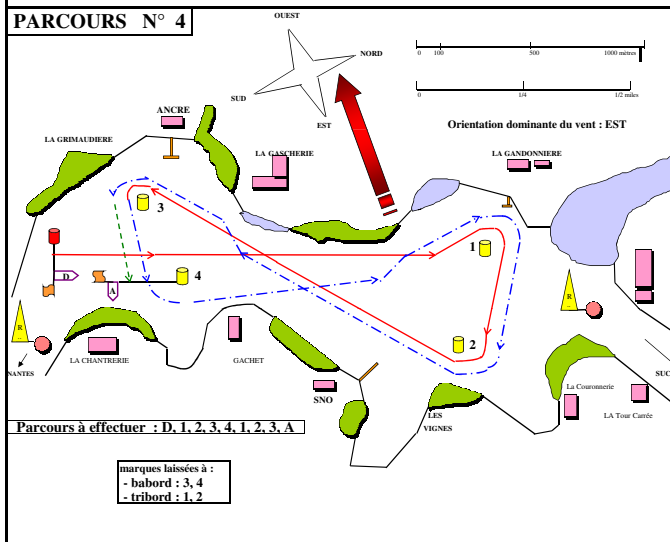 PARCOURS N° 4
OUEST
NORD
SUD
EST
0 100 500 1000 mètres
0 1/4 1/2 miles
Orientation dominante du vent : EST
ANCRE
LA GRIMAUDIERE
LA GASCHERIE
LA GANDONNIERE
3
1
D
4
A
2
R
R
NANTES
LA CHANTRERIE
GACHET
SNO
LES
VIGNES
La Couronnerie
LA Tour Carrée
SUC
Parcours à effectuer : D, 1, 2, 3, 4, 1, 2, 3, A
marques laissées à :
- babord : 3, 4
- tribord : 1, 2